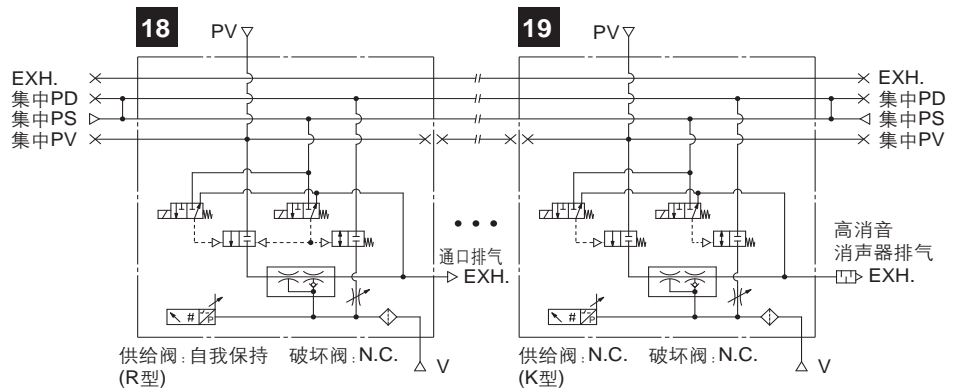 18
PV
19
PV
EXH.
集中PD
集中PS
集中PV
EXH.
集中PD
集中PS
集中PV
通口排气
EXH.
高消音
消声器排气
EXH.
# P
# P
供给阀:自我保持 破坏阀:N.C.
(R型)
V
供给阀:N.C. 破坏阀:N.C.
(K型)
V